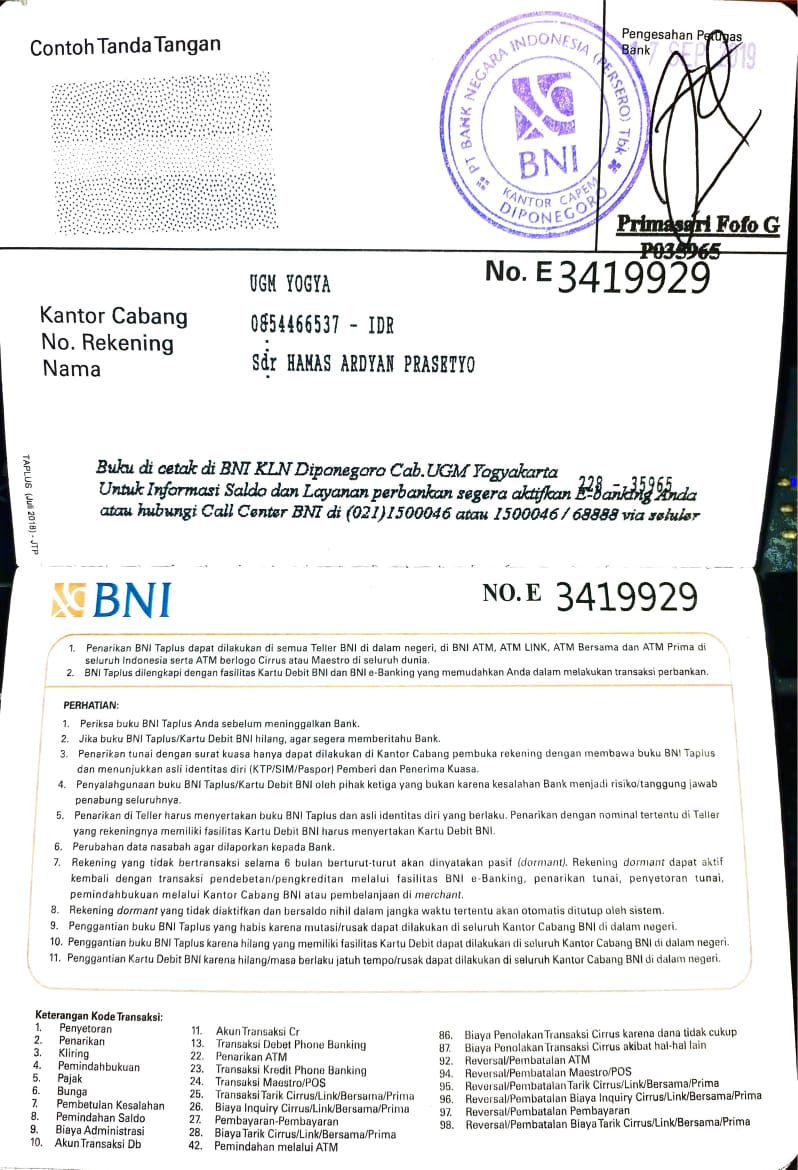 Contoh Tanda Tangan
Pengesahan Petugas
Bank
7 SEP 2019
PT BANK NEGARA INDONESIA (PERSERO) Tbk
BNI
KANTOR CAPEM
DIPONEGORO
Primasari Fofo G
P035965
No. E 3419929
UGM YOGYA
Kantor Cabang
0854466537 - IDR
No. Rekening :
Sdr HAMAS ARDYAN PRASETYO
Nama :
TAPLUS (Juli 2018) - JTP
Buku di cetak di BNI KLN Diponegoro Cab.UGM Yogyakarta
228 - 35965
Untuk Informasi Saldo dan Layanan perbankan segera aktifkan E-Banking Anda
atau hubungi Call Center BNI di (021)1500046 atau 1500046 / 68888 via seluler
BNI
NO. E 3419929
1. Penarikan BNI Taplus dapat dilakukan di semua Teller BNI di dalam negeri, di BNI ATM, ATM LINK, ATM Bersama dan ATM Prima di
seluruh Indonesia serta ATM berlogo Cirrus atau Maestro di seluruh dunia.
2. BNI Taplus dilengkapi dengan fasilitas Kartu Debit BNI dan BNI e-Banking yang memudahkan Anda dalam melakukan transaksi perbankan.
PERHATIAN:
1. Periksa buku BNI Taplus Anda sebelum meninggalkan Bank.
2. Jika buku BNI Taplus/Kartu Debit BNI hilang, agar segera memberitahu Bank.
3. Penarikan tunai dengan surat kuasa hanya dapat dilakukan di Kantor Cabang pembuka rekening dengan membawa buku BNI Taplus
dan menunjukkan asli identitas diri (KTP/SIM/Paspor) Pemberi dan Penerima Kuasa.
4. Penyalahgunaan buku BNI Taplus/Kartu Debit BNI oleh pihak ketiga yang bukan karena kesalahan Bank menjadi risiko/tanggung jawab
penabung seluruhnya.
5. Penarikan di Teller harus menyertakan buku BNI Taplus dan asli identitas diri yang berlaku. Penarikan dengan nominal tertentu di Teller
yang rekeningnya memiliki fasilitas Kartu Debit BNI harus menyertakan Kartu Debit BNI.
6. Perubahan data nasabah agar dilaporkan kepada Bank.
7. Rekening yang tidak bertransaksi selama 6 bulan berturut-turut akan dinyatakan pasif (dormant). Rekening dormant dapat aktif
kembali dengan transaksi pendebetan/pengkreditan melalui fasilitas BNI e-Banking, penarikan tunai, penyetoran tunai,
pemindahbukuan melalui Kantor Cabang BNI atau pembelanjaan di merchant.
8. Rekening dormant yang tidak diaktifkan dan bersaldo nihil dalam jangka waktu tertentu akan otomatis ditutup oleh sistem.
9. Penggantian buku BNI Taplus yang habis karena mutasi/rusak dapat dilakukan di seluruh Kantor Cabang BNI di dalam negeri.
10. Penggantian buku BNI Taplus karena hilang yang memiliki fasilitas Kartu Debit dapat dilakukan di seluruh Kantor Cabang BNI di dalam negeri.
11. Penggantian Kartu Debit BNI karena hilang/masa berlaku jatuh tempo/rusak dapat dilakukan di seluruh Kantor Cabang BNI di dalam negeri.
Keterangan Kode Transaksi:
1. Penyetoran
2. Penarikan
3. Kliring
4. Pemindahbukuan
5. Pajak
6. Bunga
7. Pembetulan Kesalahan
8. Pemindahan Saldo
9. Biaya Administrasi
10. Akun Transaksi Db
11. Akun Transaksi Cr
13. Transaksi Debet Phone Banking
22. Penarikan ATM
23. Transaksi Kredit Phone Banking
24. Transaksi Maestro/POS
25. Transaksi Tarik Cirrus/Link/Bersama/Prima
26. Biaya Inquiry Cirrus/Link/Bersama/Prima
27. Pembayaran-Pembayaran
28. Biaya Tarik Cirrus/Link/Bersama/Prima
42. Pemindahan melalui ATM
86. Biaya Penolakan Transaksi Cirrus karena dana tidak cukup
87. Biaya Penolakan Transaksi Cirrus akibat hal-hal lain
92. Reversal/Pembatalan ATM
94. Reversal/Pembatalan Maestro/POS
95. Reversal/Pembatalan Tarik Cirrus/Link/Bersama/Prima
96. Reversal/Pembatalan Biaya Inquiry Cirrus/Link/Bersama/Prima
97. Reversal/Pembatalan Pembayaran
98. Reversal/Pembatalan Biaya Tarik Cirrus/Link/Bersama/Prima